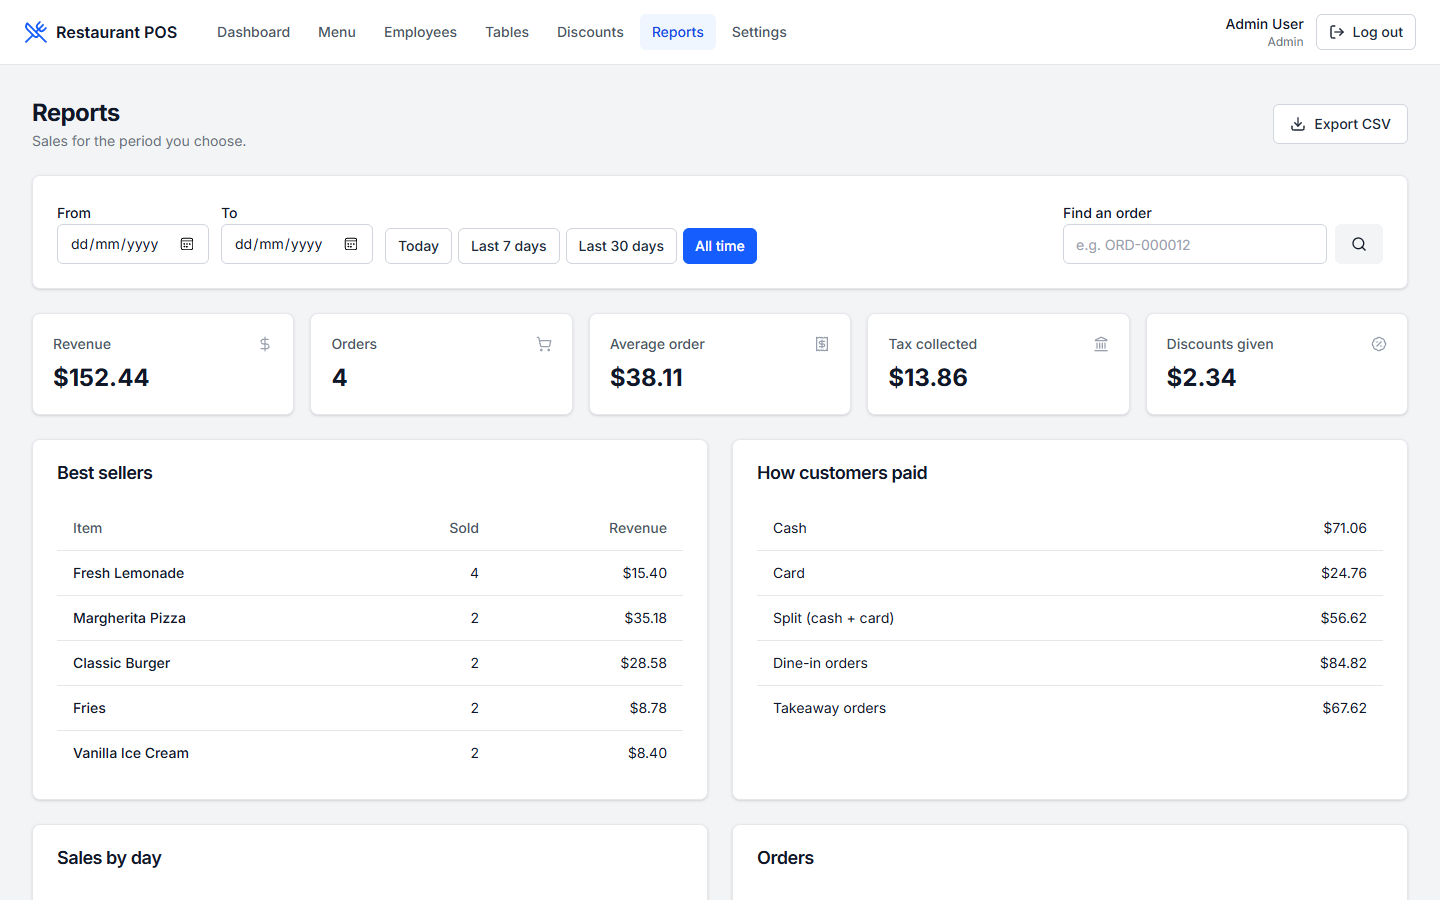 Restaurant POS
Dashboard
Menu
Employees
Tables
Discounts
Reports
Settings
Admin User
Admin
Log out
Reports
Sales for the period you choose.
Export CSV
From
To
dd/mm/yyyy
dd/mm/yyyy
Today
Last 7 days
Last 30 days
All time
Find an order
e.g. ORD-000012
Revenue
$152.44
Orders
4
Average order
$38.11
Tax collected
$13.86
Discounts given
$2.34
Best sellers
Item Sold Revenue
Fresh Lemonade 4 $15.40
Margherita Pizza 2 $35.18
Classic Burger 2 $28.58
Fries 2 $8.78
Vanilla Ice Cream 2 $8.40
How customers paid
Cash $71.06
Card $24.76
Split (cash + card) $56.62
Dine-in orders $84.82
Takeaway orders $67.62
Sales by day
Orders